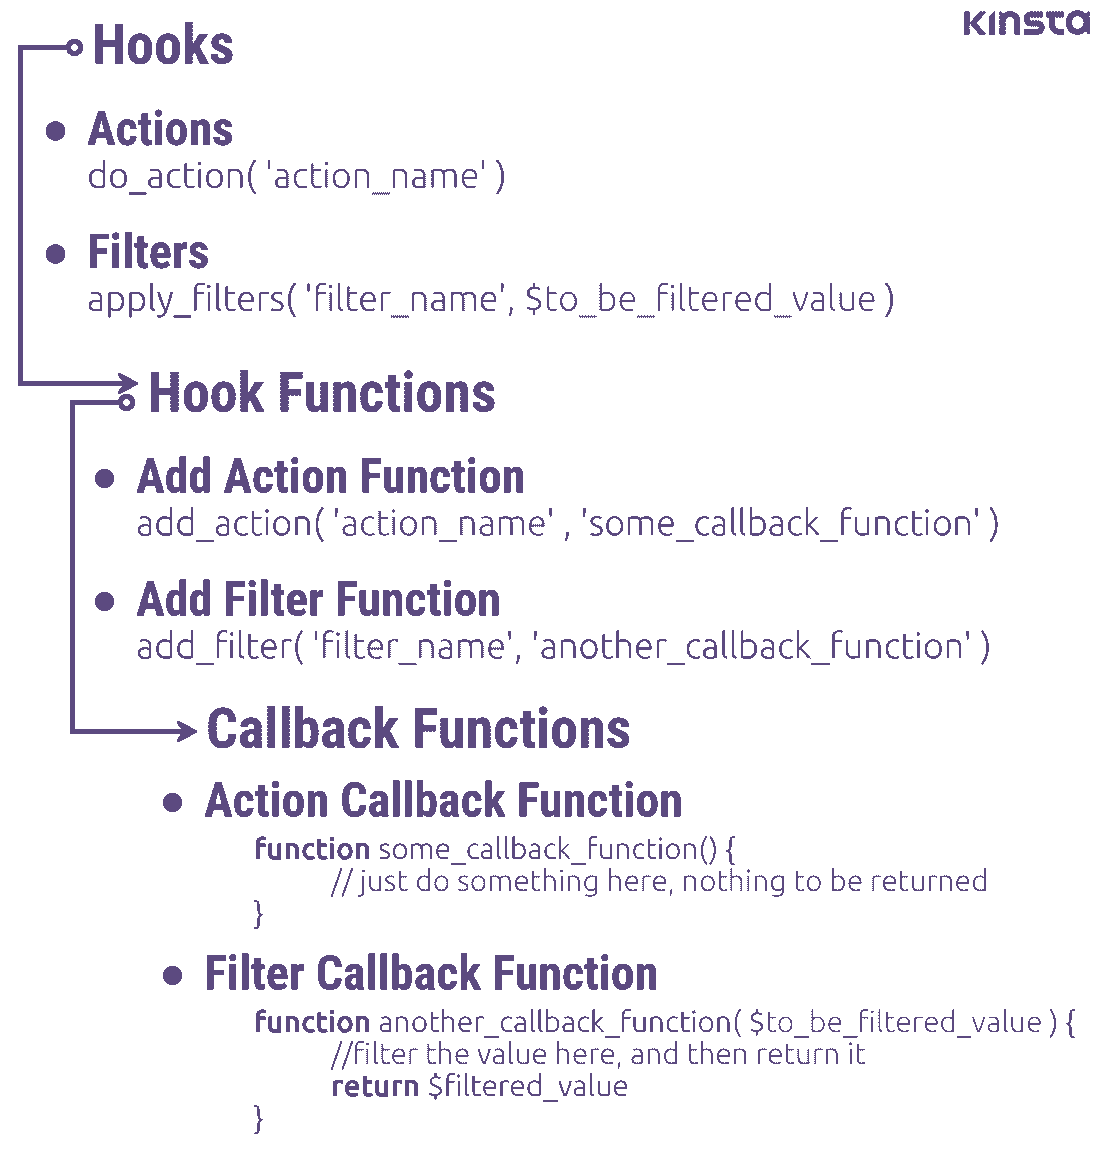 KINSTA
Hooks
● Actions
do_action( 'action_name' )
● Filters
apply_filters( 'filter_name', $to_be_filtered_value )
Hook Functions
● Add Action Function
add_action( 'action_name' , 'some_callback_function' )
● Add Filter Function
add_filter( 'filter_name', 'another_callback_function' )
Callback Functions
● Action Callback Function
function some_callback_function() {
// just do something here, nothing to be returned
}
● Filter Callback Function
function another_callback_function( $to_be_filtered_value ) {
//filter the value here, and then return it
return $filtered_value
}